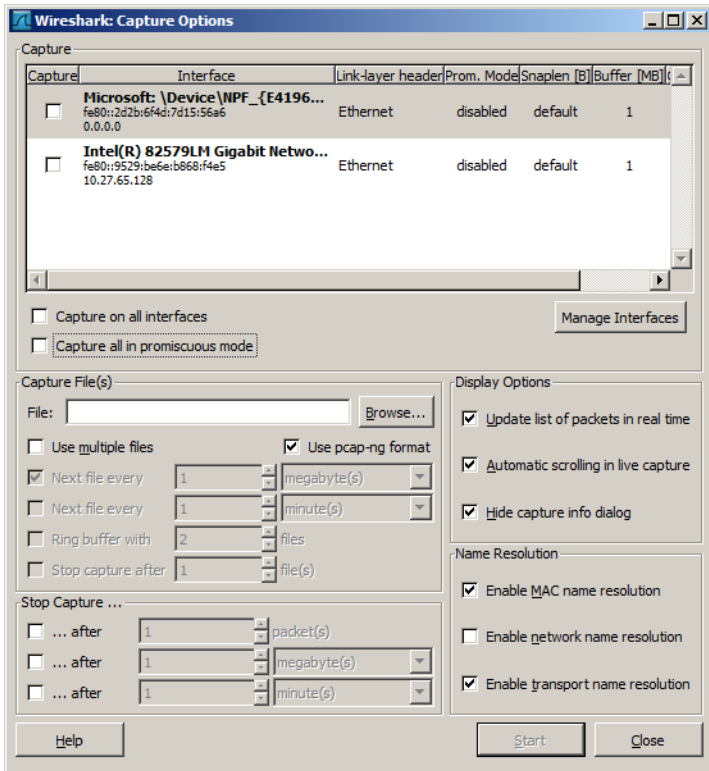 Wireshark: Capture Options
Capture
Capture Interface Link-layer header Prom. Mode Snaplen [B] Buffer [MB]
Microsoft: \Device\NPF_{E4196...
fe80::2d2b:6f4d:7d15:56a6 Ethernet disabled default 1
0.0.0.0
Intel(R) 82579LM Gigabit Netwo...
fe80::9529:be6e:b868:f4e5 Ethernet disabled default 1
10.27.65.128
Capture on all interfaces
Manage Interfaces
Capture all in promiscuous mode
Capture File(s)
File: Browse...
Use multiple files Use pcap-ng format
Next file every 1 megabyte(s)
Next file every 1 minute(s)
Ring buffer with 2 files
Stop capture after 1 file(s)
Stop Capture ...
... after 1 packet(s)
... after 1 megabyte(s)
... after 1 minute(s)
Display Options
Update list of packets in real time
Automatic scrolling in live capture
Hide capture info dialog
Name Resolution
Enable MAC name resolution
Enable network name resolution
Enable transport name resolution
Help Start Close